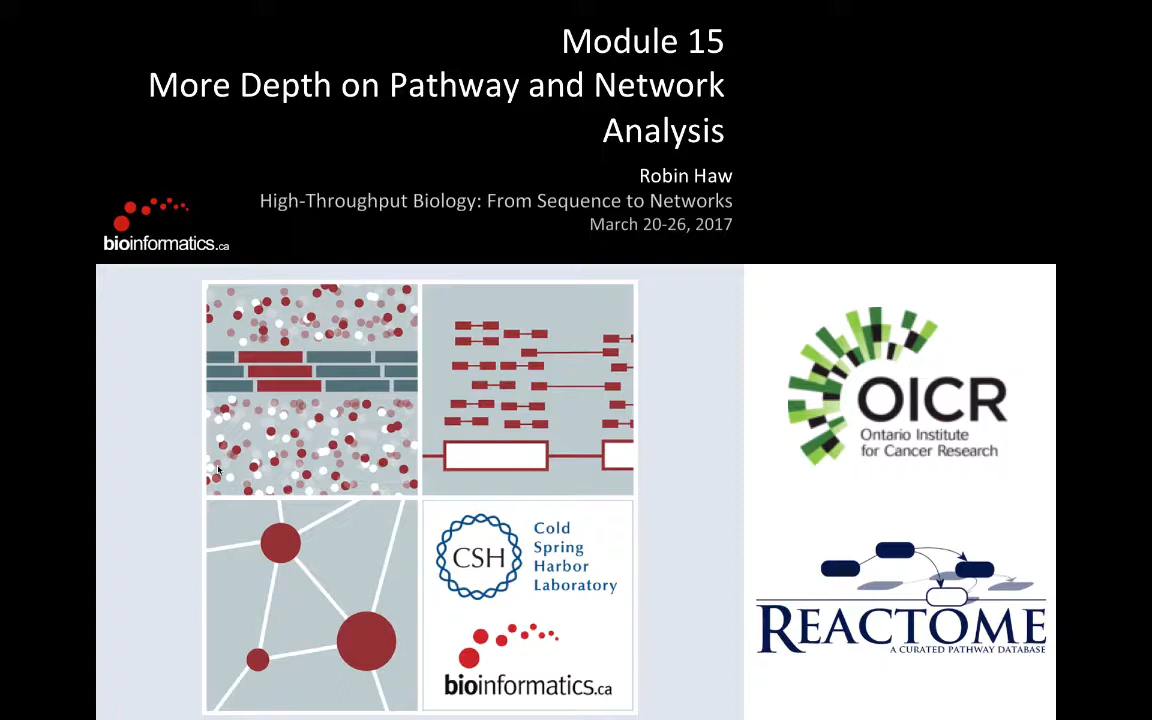 Module 15
More Depth on Pathway and Network
Analysis
Robin Haw
High-Throughput Biology: From Sequence to Networks
March 20-26, 2017
bioinformatics.ca
OICR
Ontario Institute
for Cancer Research
CSH
Cold
Spring
Harbor
Laboratory
bioinformatics.ca
REACTOME
A CURATED PATHWAY DATABASE